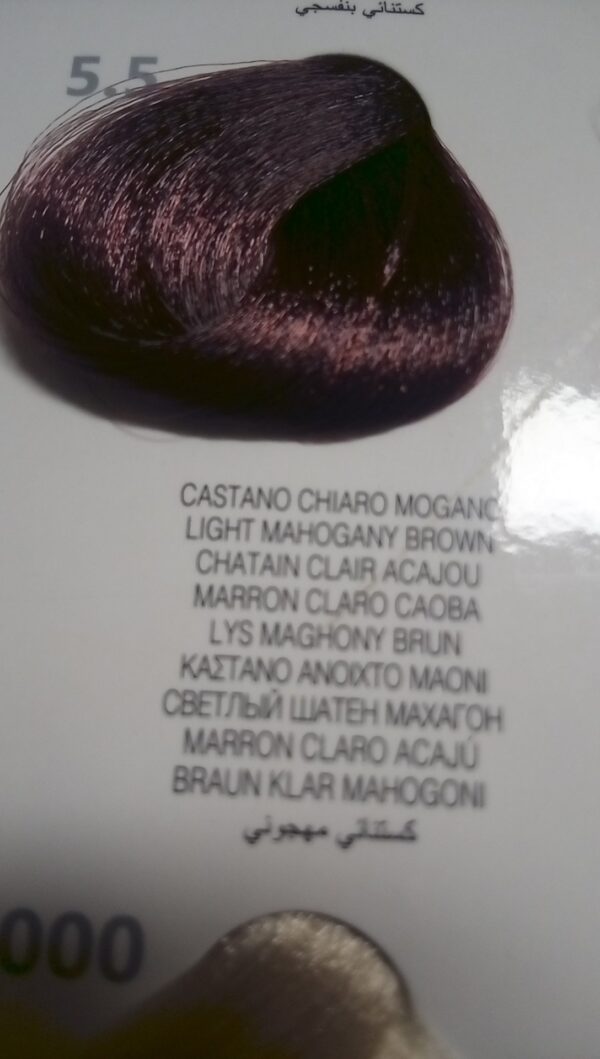 كستنائي بنفسجي
5.5
CASTANO CHIARO MOGANO
LIGHT MAHOGANY BROWN
CHATAIN CLAIR ACAJOU
MARRON CLARO CAOBA
LYS MAGHONY BRUN
ΚΑΣΤΑΝΟ ΑΝΟΙΧΤΟ ΜΑΟΝΙ
СВЕТЛЫЙ ШАТЕН МАХАГОН
MARRON CLARO ACAJÚ
BRAUN KLAR MAHOGONI
كستنائي مهجوني
000